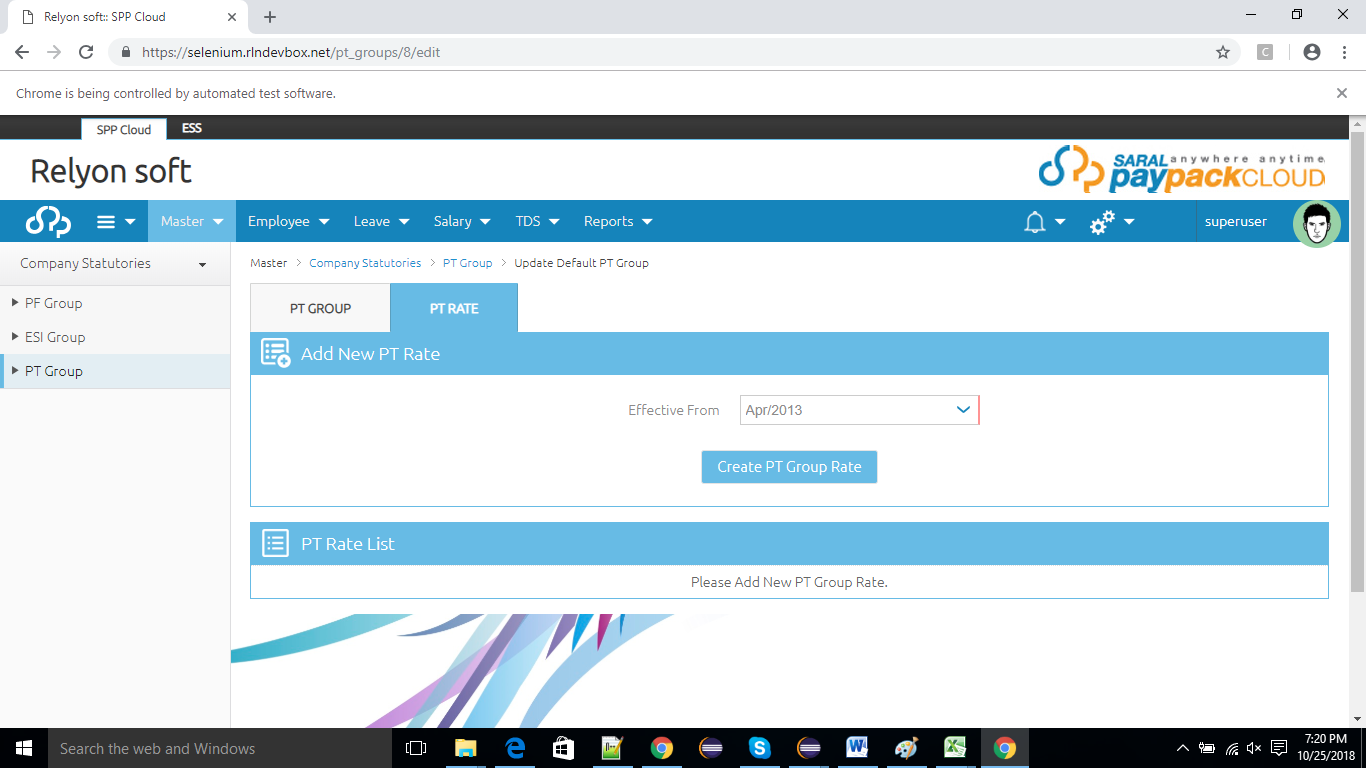 Relyon soft:: SPP Cloud
https://selenium.rlndevbox.net/pt_groups/8/edit
C
Chrome is being controlled by automated test software.
SPP Cloud ESS
Relyon soft
SARAL anywhere anytime
paypackCLOUD
Master Employee Leave Salary TDS Reports superuser
Company Statutories
Master > Company Statutories > PT Group > Update Default PT Group
PF Group
ESI Group
PT Group
PT GROUP PT RATE
Add New PT Rate
Effective From Apr/2013
Create PT Group Rate
PT Rate List
Please Add New PT Group Rate.
Search the web and Windows
7:20 PM
10/25/2018